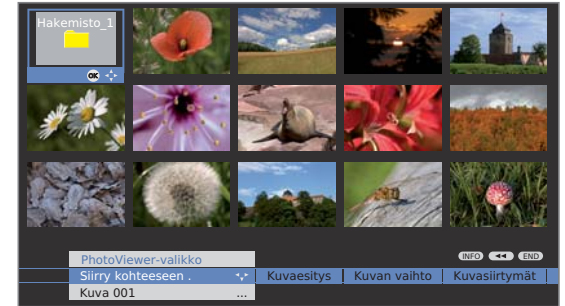 Hakemisto_1
OK
INFO END
PhotoViewer-valikko
Siirry kohteeseen . Kuvaesitys Kuvan vaihto Kuvasiirtymät
Kuva 001 ...